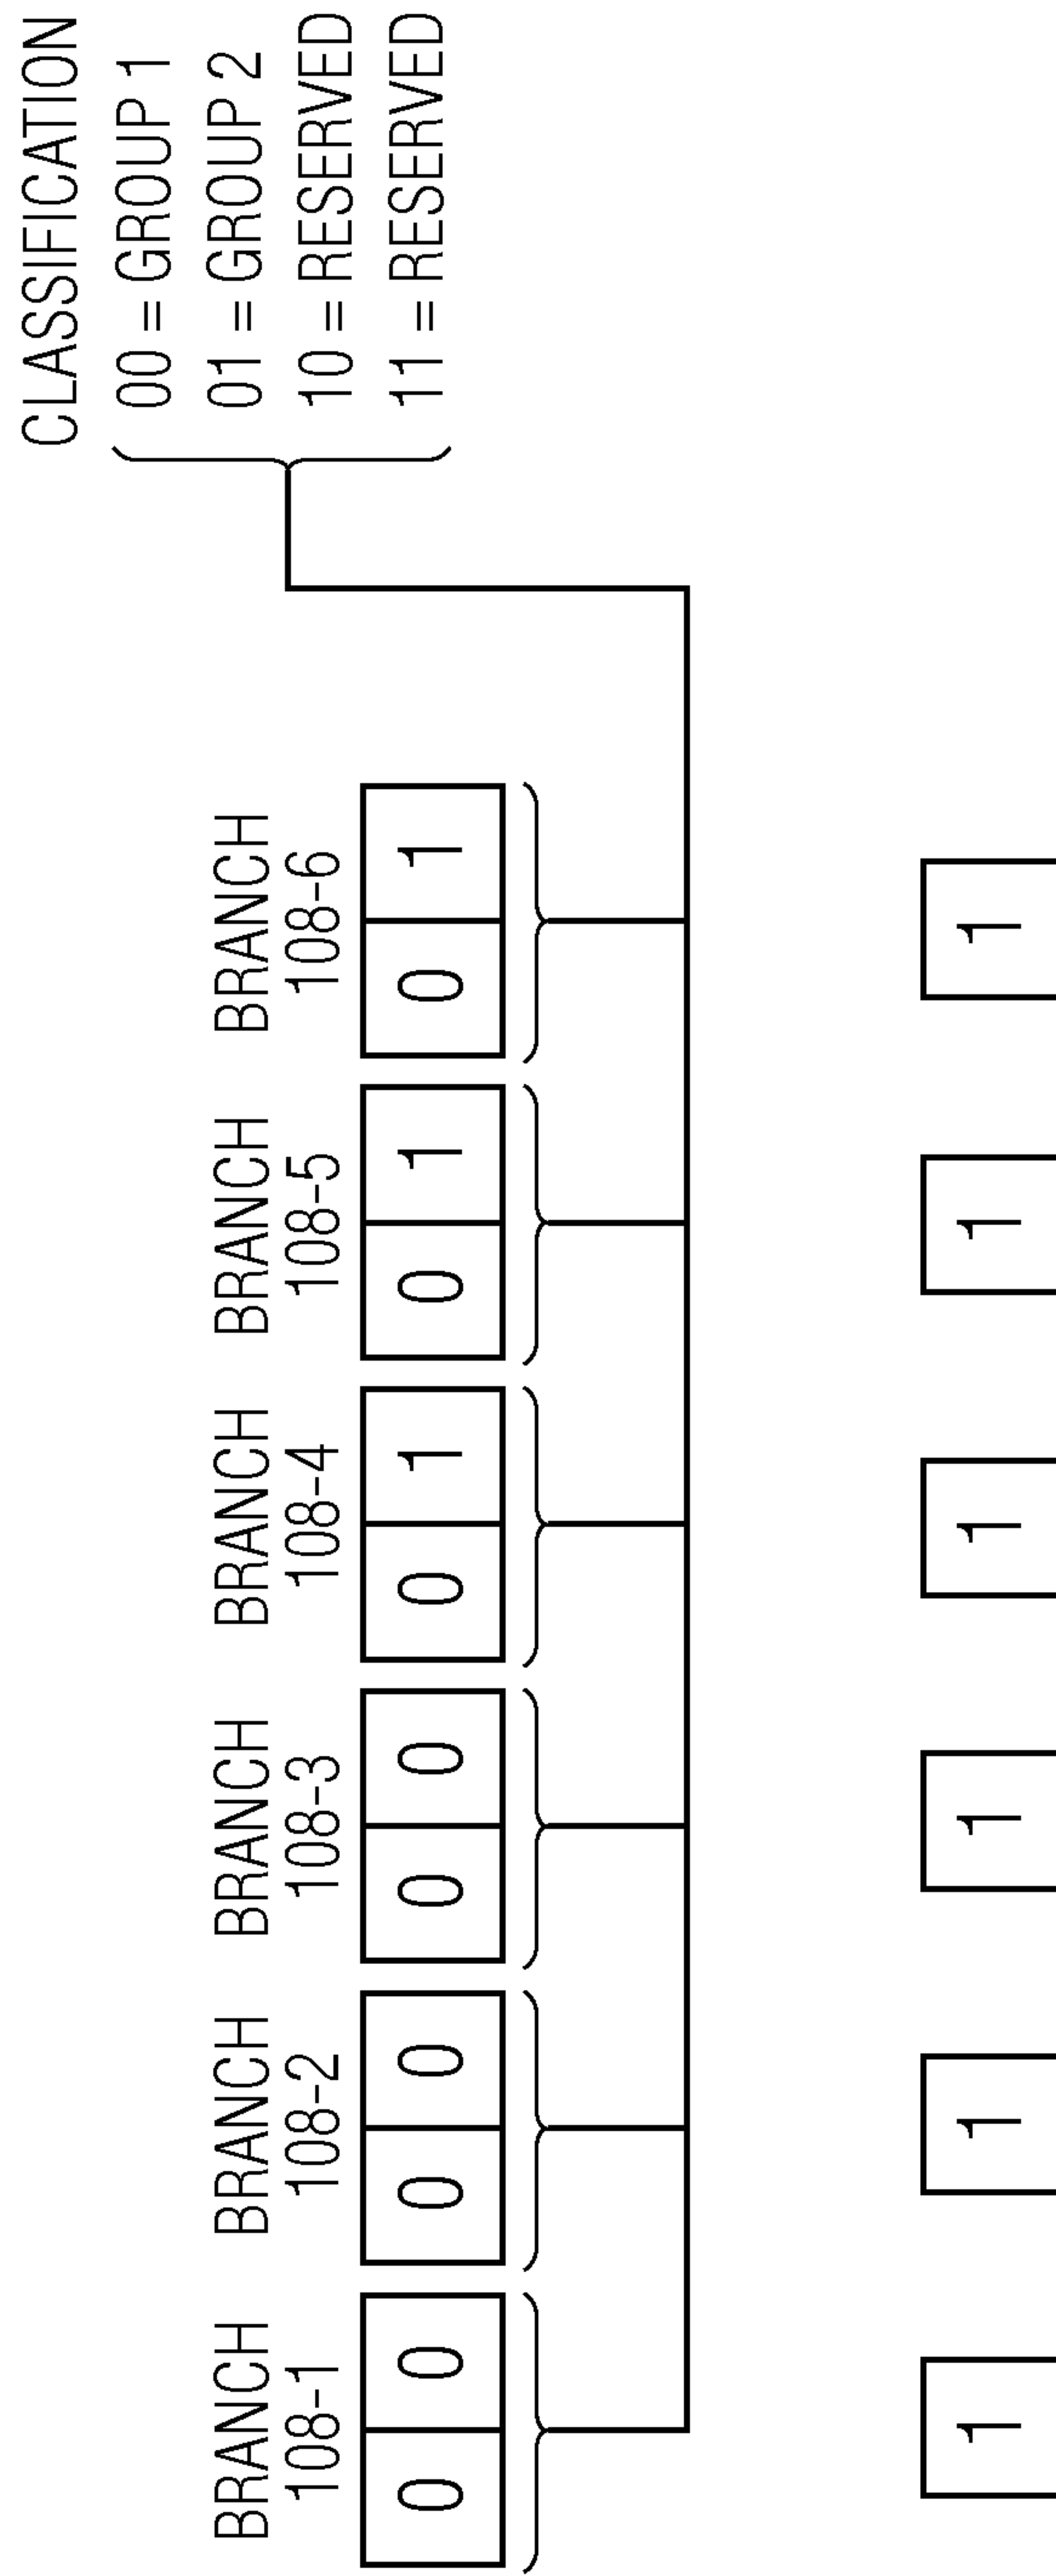 CLASSIFICATION
00 = GROUP 1
01 = GROUP 2
10 = RESERVED
11 = RESERVED
BRANCH
108-1
BRANCH
108-2
BRANCH
108-3
BRANCH
108-4
BRANCH
108-5
BRANCH
108-6
0 0 0 0 0 0 0 1 0 1 0 1
1 1 1 1 1 1